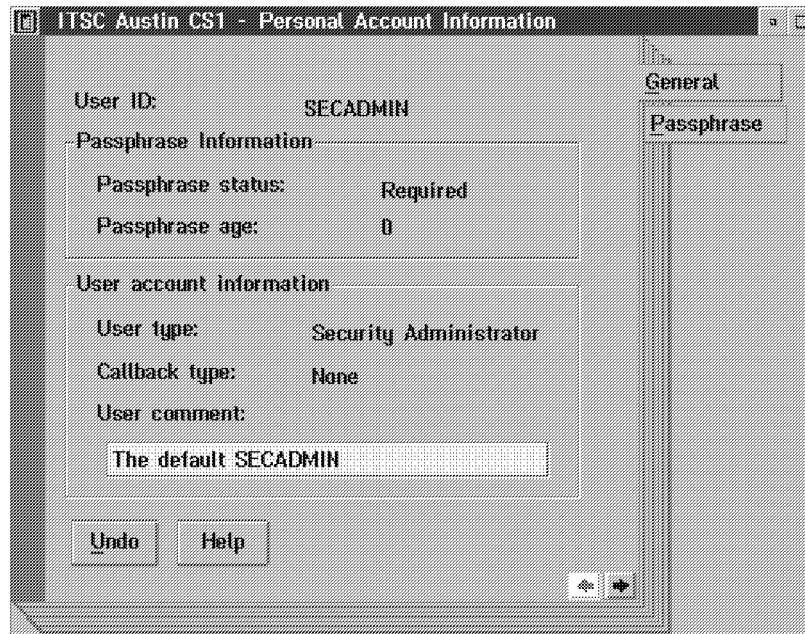 ITSC Austin CS1 - Personal Account Information
General
Passphrase
User ID: SECADMIN
Passphrase Information
Passphrase status: Required
Passphrase age: 0
User account information
User type: Security Administrator
Callback type: None
User comment:
The default SECADMIN
Undo Help